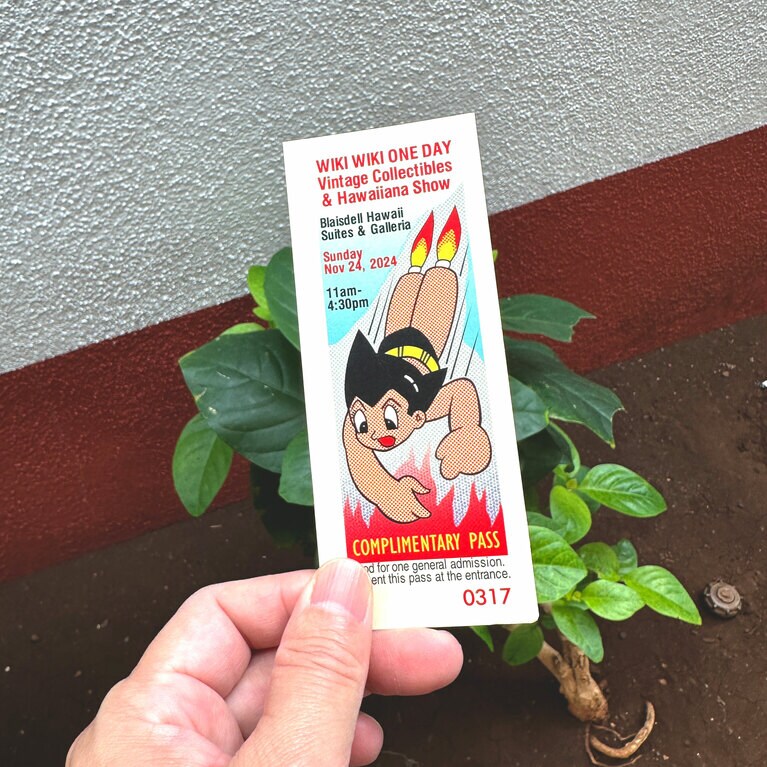 WIKI WIKI ONE DAY
Vintage Collectibles
& Hawaiiana Show
Blaisdell Hawaii
Suites & Galleria
Sunday
Nov 24, 2024
11am-
4:30pm
COMPLIMENTARY PASS
for one general admission.
this pass at the entrance.
0317